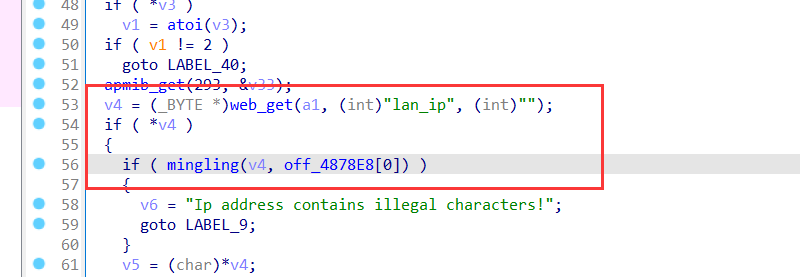 48 if ( *v3 )
49 v1 = atoi(v3);
50 if ( v1 != 2 )
51 goto LABEL_40;
52 apmib_get(293, &v33);
53 v4 = (_BYTE *)web_get(a1, (int)"lan_ip", (int)"");
54 if ( *v4 )
55 {
56 if ( mingling(v4, off_4878E8[0]) )
57 {
58 v6 = "Ip address contains illegal characters!";
59 goto LABEL_9;
60 }
61 v5 = (char)*v4;